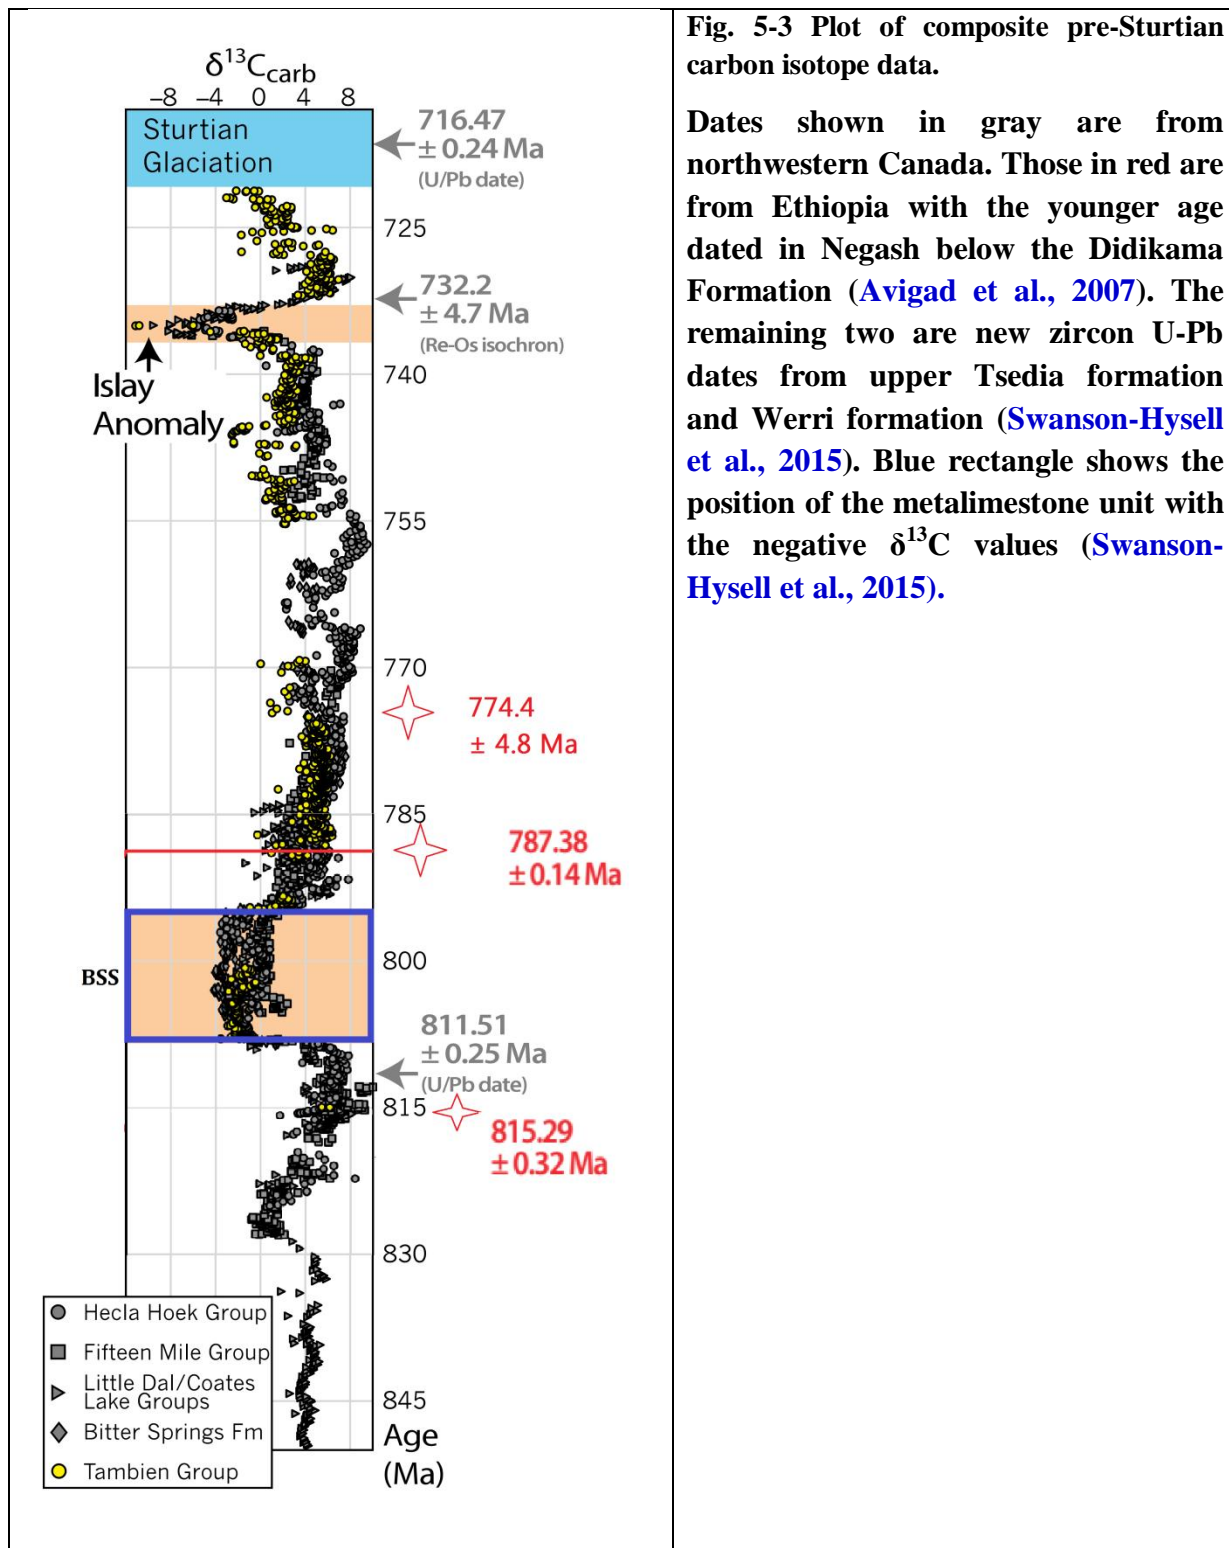 δ13Ccarb
−8 −4 0 4 8
Sturtian
Glaciation
716.47
± 0.24 Ma
(U/Pb date)
725
732.2
± 4.7 Ma
(Re-Os isochron)
Islay
Anomaly
740
755
770
774.4
± 4.8 Ma
785
787.38
± 0.14 Ma
BSS
800
811.51
± 0.25 Ma
(U/Pb date)
815
815.29
± 0.32 Ma
830
845
Age
(Ma)
Hecla Hoek Group
Fifteen Mile Group
Little Dal/Coates
Lake Groups
Bitter Springs Fm
Tambien Group
Fig. 5-3 Plot of composite pre-Sturtian
carbon isotope data.
Dates shown in gray are from
northwestern Canada. Those in red are
from Ethiopia with the younger age
dated in Negash below the Didikama
Formation (Avigad et al., 2007). The
remaining two are new zircon U-Pb
dates from upper Tsedia formation
and Werri formation (Swanson-Hysell
et al., 2015). Blue rectangle shows the
position of the metalimestone unit with
the negative δ13C values (Swanson-
Hysell et al., 2015).